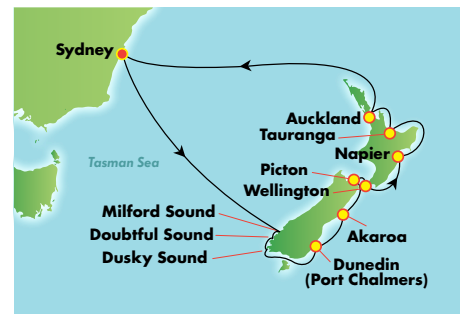 Sydney
Auckland
Tauranga
Napier
Tasman Sea
Picton
Wellington
Milford Sound
Doubtful Sound
Dusky Sound
Akaroa
Dunedin
(Port Chalmers)